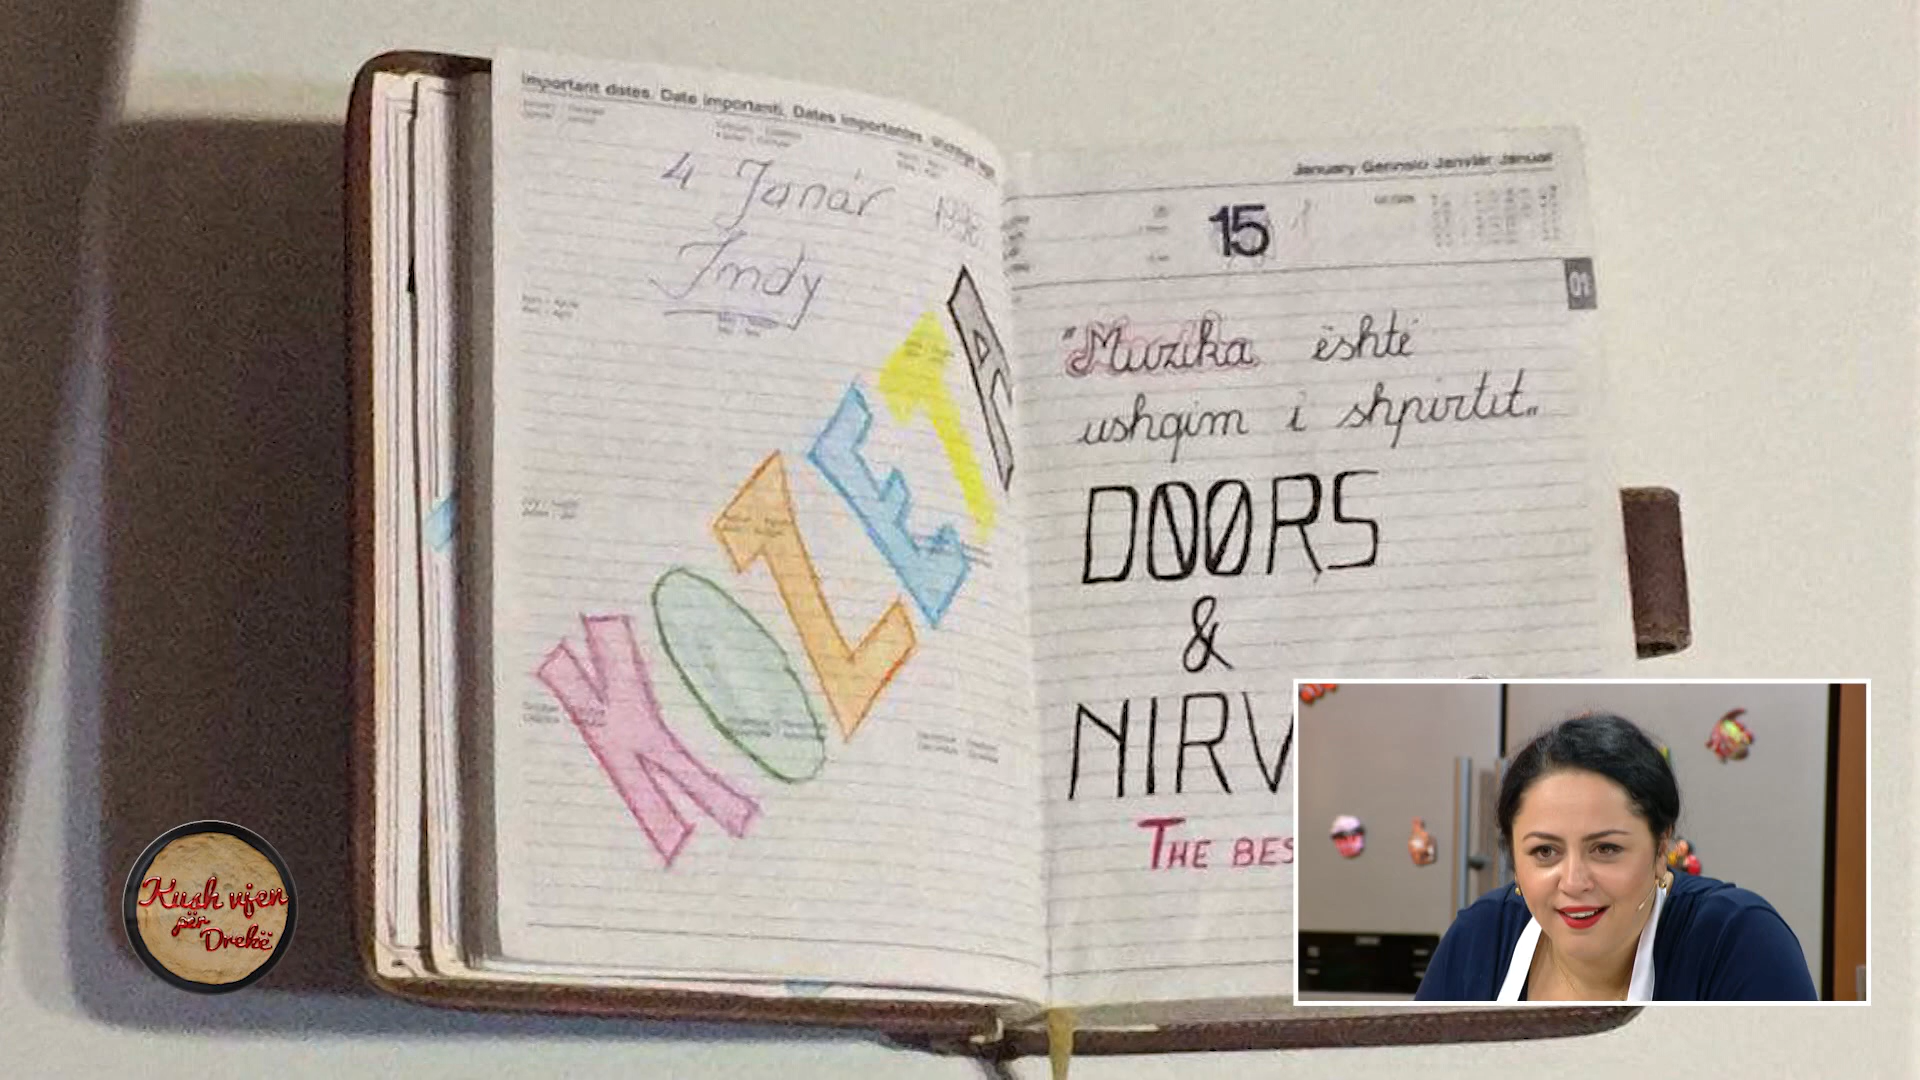 Important dates. Date importanti. Dates importantes.
4 Janár 1996
Indy
KOZETA
January Gennaio Janvier Januar
15
01
"Muzika është
ushqim i shpirtit"
DOORS
&
NIRV
THE BES
Kush vjen
për
Drekë